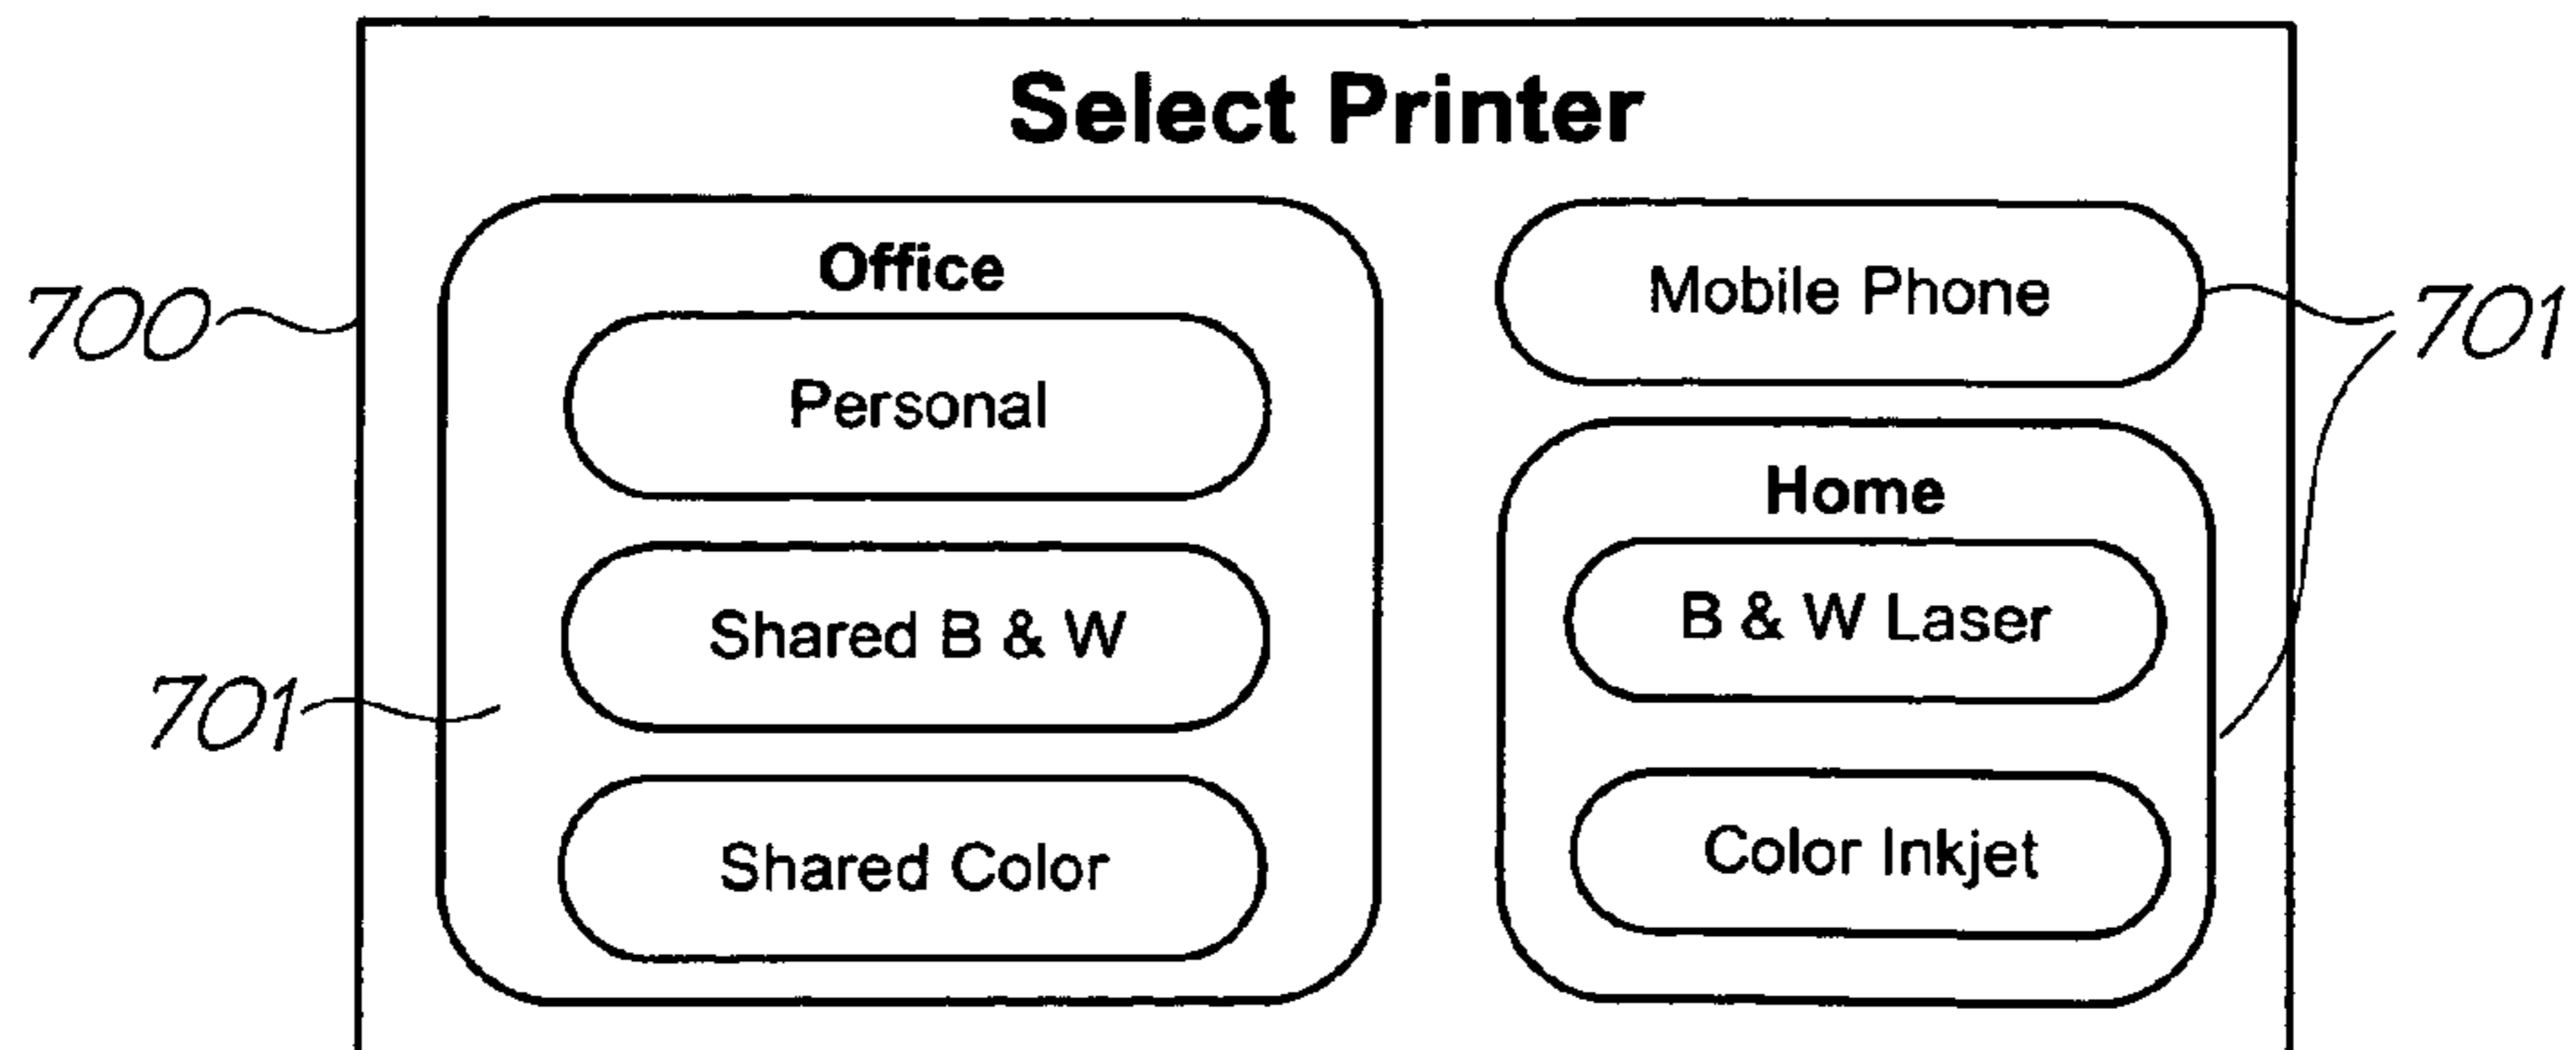 Select Printer
Office
Personal
Shared B & W
Shared Color
Mobile Phone
Home
B & W Laser
Color Inkjet
700
701
701